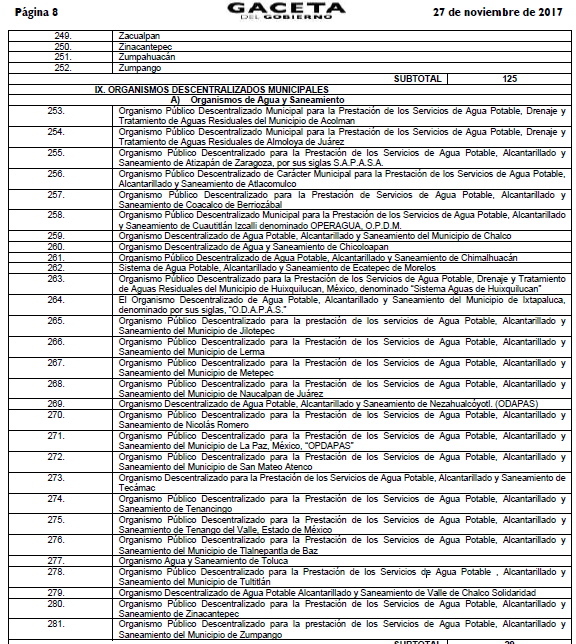 Página 8
GACETA
DEL GOBIERNO
27 de noviembre de 2017
249. Zacualpan
250. Zinacantepec
251. Zumpahuacán
252. Zumpango
SUBTOTAL 125
IX. ORGANISMOS DESCENTRALIZADOS MUNICIPALES
A) Organismos de Agua y Saneamiento
253. Organismo Público Descentralizado Municipal para la Prestación de los Servicios de Agua Potable, Drenaje y
Tratamiento de Aguas Residuales del Municipio de Acolman
254. Organismo Público Descentralizado Municipal para la Prestación de los Servicios de Agua Potable, Drenaje y
Tratamiento de Aguas Residuales de Almoloya de Juárez
255. Organismo Público Descentralizado para la Prestación de los Servicios de Agua Potable, Alcantarillado y
Saneamiento de Atizapán de Zaragoza, por sus siglas S.A.P.A.S.A.
256. Organismo Público Descentralizado de Carácter Municipal para la Prestación de los Servicios de Agua Potable,
Alcantarillado y Saneamiento de Atlacomulco
257. Organismo Público Descentralizado para la Prestación de Servicios de Agua Potable, Alcantarillado y
Saneamiento de Coacalco de Berriozábal
258. Organismo Público Descentralizado Municipal para la Prestación de los Servicios de Agua Potable, Alcantarillado
y Saneamiento de Cuautitlán Izcalli denominado OPERAGUA, O.P.D.M.
259. Organismo Descentralizado de Agua Potable, Alcantarillado y Saneamiento del Municipio de Chalco
260. Organismo Descentralizado de Agua y Saneamiento de Chicoloapan
261. Organismo Público Descentralizado de Agua Potable, Alcantarillado y Saneamiento de Chimalhuacán
262. Sistema de Agua Potable, Alcantarillado y Saneamiento de Ecatepec de Morelos
263. Organismo Público Descentralizado para la Prestación de los Servicios de Agua Potable, Drenaje y Tratamiento
de Aguas Residuales del Municipio de Huixquilucan, México, denominado “Sistema Aguas de Huixquilucan”
264. El Organismo Descentralizado de Agua Potable, Alcantarillado y Saneamiento del Municipio de Ixtapaluca,
denominado por sus siglas, “O.D.A.P.A.S.”
265. Organismo Público Descentralizado para la prestación de los servicios de Agua Potable, Alcantarillado y
Saneamiento del Municipio de Jilotepec
266. Organismo Público Descentralizado para la Prestación de los Servicios de Agua Potable, Alcantarillado y
Saneamiento del Municipio de Lerma
267. Organismo Público Descentralizado para la Prestación de los Servicios de Agua Potable, Alcantarillado y
Saneamiento del Municipio de Metepec
268. Organismo Público Descentralizado para la Prestación de los Servicios de Agua Potable, Alcantarillado y
Saneamiento del Municipio de Naucalpan de Juárez
269. Organismo Descentralizado de Agua Potable, Alcantarillado y Saneamiento de Nezahualcóyotl. (ODAPAS)
270. Organismo Público Descentralizado para la Prestación de los Servicios de Agua Potable, Alcantarillado y
Saneamiento de Nicolás Romero
271. Organismo Público Descentralizado para la Prestación de los Servicios de Agua Potable, Alcantarillado y
Saneamiento del Municipio de La Paz, México, “OPDAPAS”
272. Organismo Público Descentralizado para la Prestación de los Servicios de Agua Potable, Alcantarillado y
Saneamiento del Municipio de San Mateo Atenco
273. Organismo Descentralizado para la Prestación de los Servicios de Agua Potable, Alcantarillado y Saneamiento de
Tecámac
274. Organismo Público Descentralizado para la Prestación de los Servicios de Agua Potable, Alcantarillado y
Saneamiento de Tenancingo
275. Organismo Público Descentralizado para la Prestación de los Servicios de Agua Potable, Alcantarillado y
Saneamiento de Tenango del Valle, Estado de México
276. Organismo Público Descentralizado para la Prestación de los Servicios de Agua Potable, Alcantarillado y
Saneamiento del Municipio de Tlalnepantla de Baz
277. Organismo Agua y Saneamiento de Toluca
278. Organismo Público Descentralizado para la Prestación de los Servicios de Agua Potable , Alcantarillado y
Saneamiento del Municipio de Tultitlán
279. Organismo Descentralizado de Agua Potable Alcantarillado y Saneamiento de Valle de Chalco Solidaridad
280. Organismo Público Descentralizado para la Prestación de los Servicios de Agua Potable, Alcantarillado y
Saneamiento de Zinacantepec
281. Organismo Público Descentralizado para la Prestación de los Servicios de Agua Potable, Alcantarillado y
Saneamiento del Municipio de Zumpango
SUBTOTAL 29